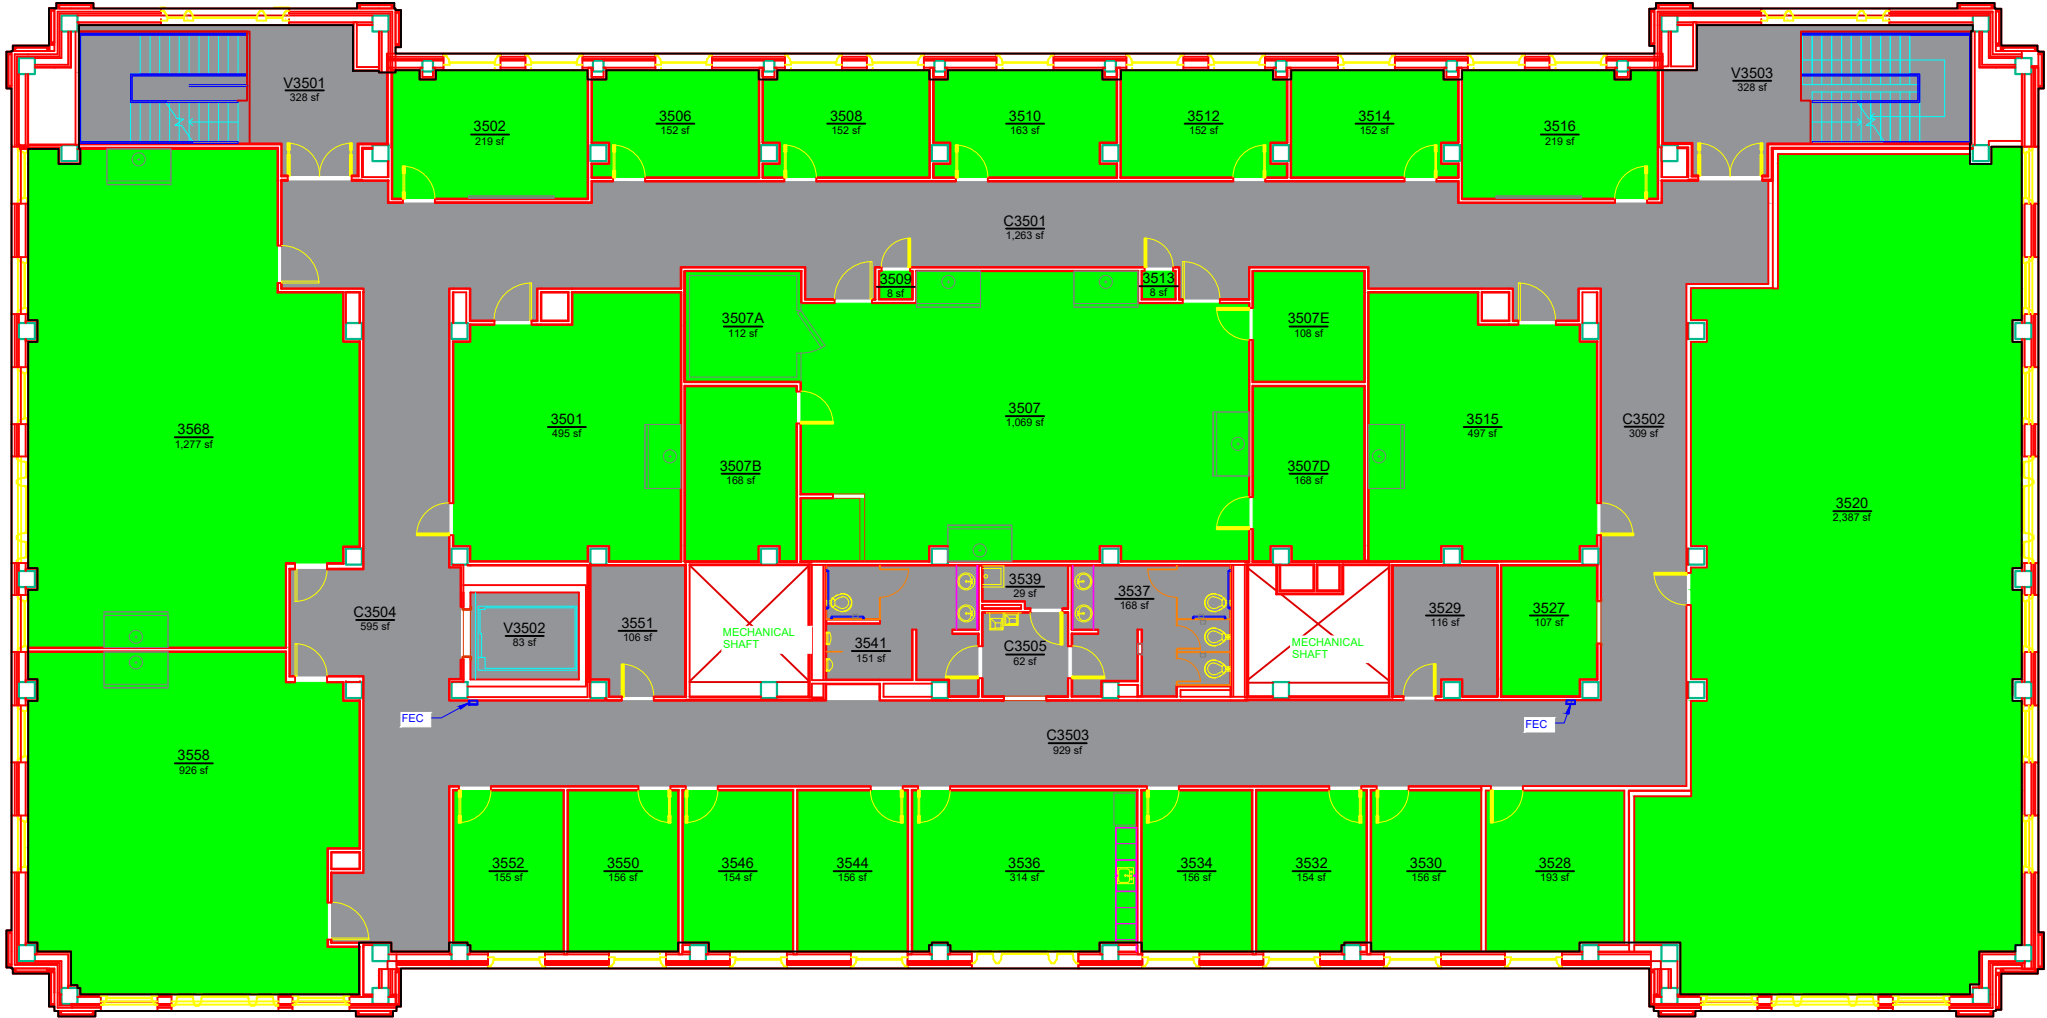 V3501
328 sf
V3503
328 sf
3502
219 sf
3506
152 sf
3508
152 sf
3510
163 sf
3512
152 sf
3514
152 sf
3516
219 sf
C3501
1,263 sf
3509
8 sf
3513
8 sf
3507A
112 sf
3507E
108 sf
3568
1,277 sf
3501
495 sf
3507B
168 sf
3507
1,069 sf
3507D
168 sf
3515
497 sf
C3502
309 sf
3520
2,387 sf
C3504
595 sf
V3502
83 sf
C3551
106 sf
MECHANICAL
SHAFT
3541
151 sf
3539
29 sf
C3505
62 sf
3537
168 sf
MECHANICAL
SHAFT
3529
116 sf
3527
107 sf
FEC
FEC
C3503
929 sf
3558
926 sf
3552
155 sf
3550
156 sf
3546
154 sf
3544
156 sf
3536
314 sf
3534
156 sf
3532
154 sf
3530
156 sf
3528
193 sf